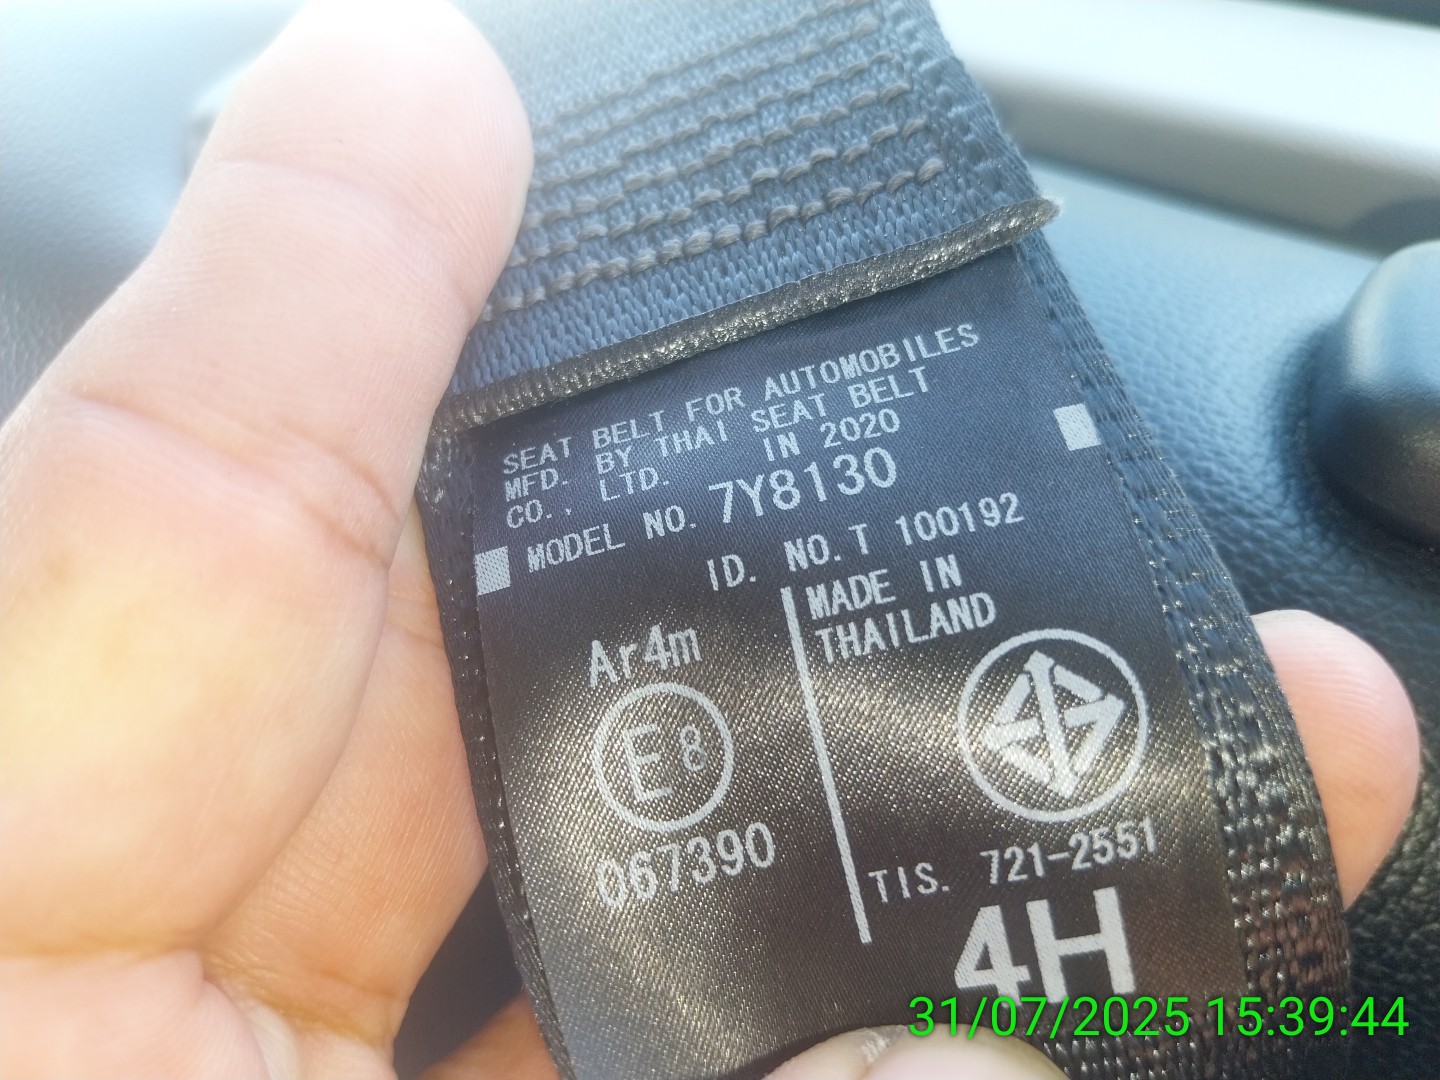 SEAT BELT FOR AUTOMOBILES
MFD. BY THAI SEAT BELT
CO., LTD. IN 2020
MODEL NO. 7Y8130
ID. NO. T 100192
MADE IN
THAILAND
Ar4m
E8
067390
TIS. 721-2551
4H
31/07/2025 15:39:44